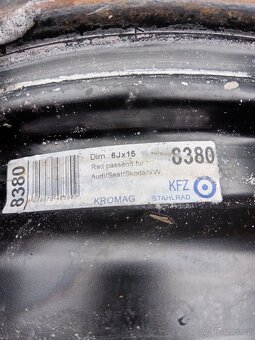 8380
Dim. 6Jx15
Rad passend für
Audi/Seat/Skoda/VW
KROMAG
8380
KFZ
STAHLRAD